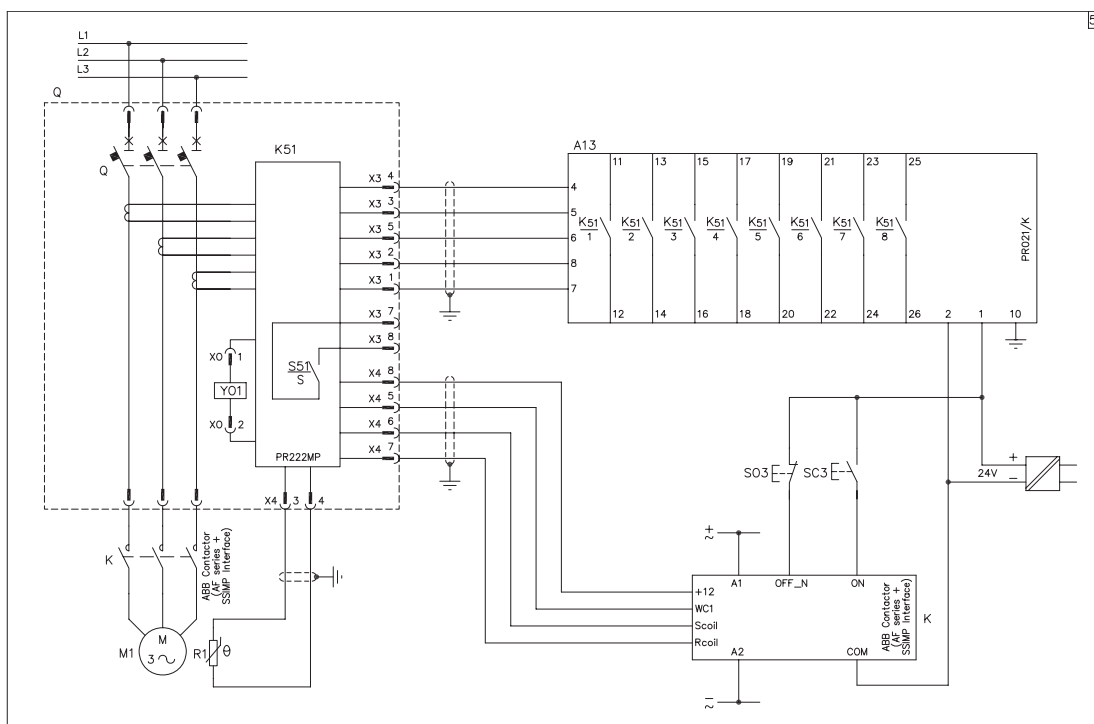 5
L1
L2
L3
Q
Q
K51
X3 4
X3 3
X3 5
X3 2
X3 1
X3 7
X3 8
X4 8
X4 5
X4 6
X4 7
X0 1
Y01
X0 2
S51
S
PR222MP
X4 3 4
A13
4
5
6
8
7
11 13 15 17 19 21 23 25
K51 K51 K51 K51 K51 K51 K51 K51
1 2 3 4 5 6 7 8
12 14 16 18 20 22 24 26 2 1 10
PR021/K
SO3
SC3
24V
+
−
K
ABB Contactor
(AF series +
SSIMP Interface)
M1
M
3 ~
R1
θ
+
~
A1 OFF_N ON
+12
WC1
Scoil
Rcoil
A2 COM
ABB Contactor
(AF series +
SSIMP Interface)
K
−
~